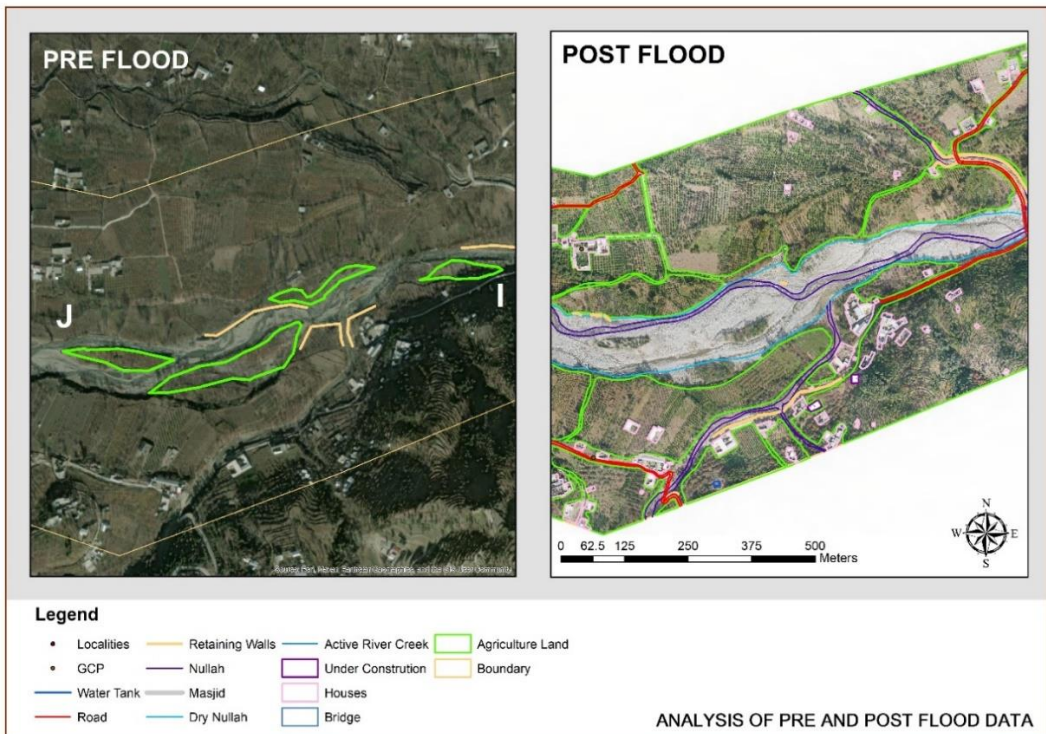 PRE FLOOD
J
I
POST FLOOD
N
W E
S
0 62.5 125 250 375 500
Meters
Legend
Localities
GCP
Water Tank
Road
Retaining Walls
Nullah
Masjid
Dry Nullah
Active River Creek
Under Constrution
Houses
Bridge
Agriculture Land
Boundary
ANALYSIS OF PRE AND POST FLOOD DATA